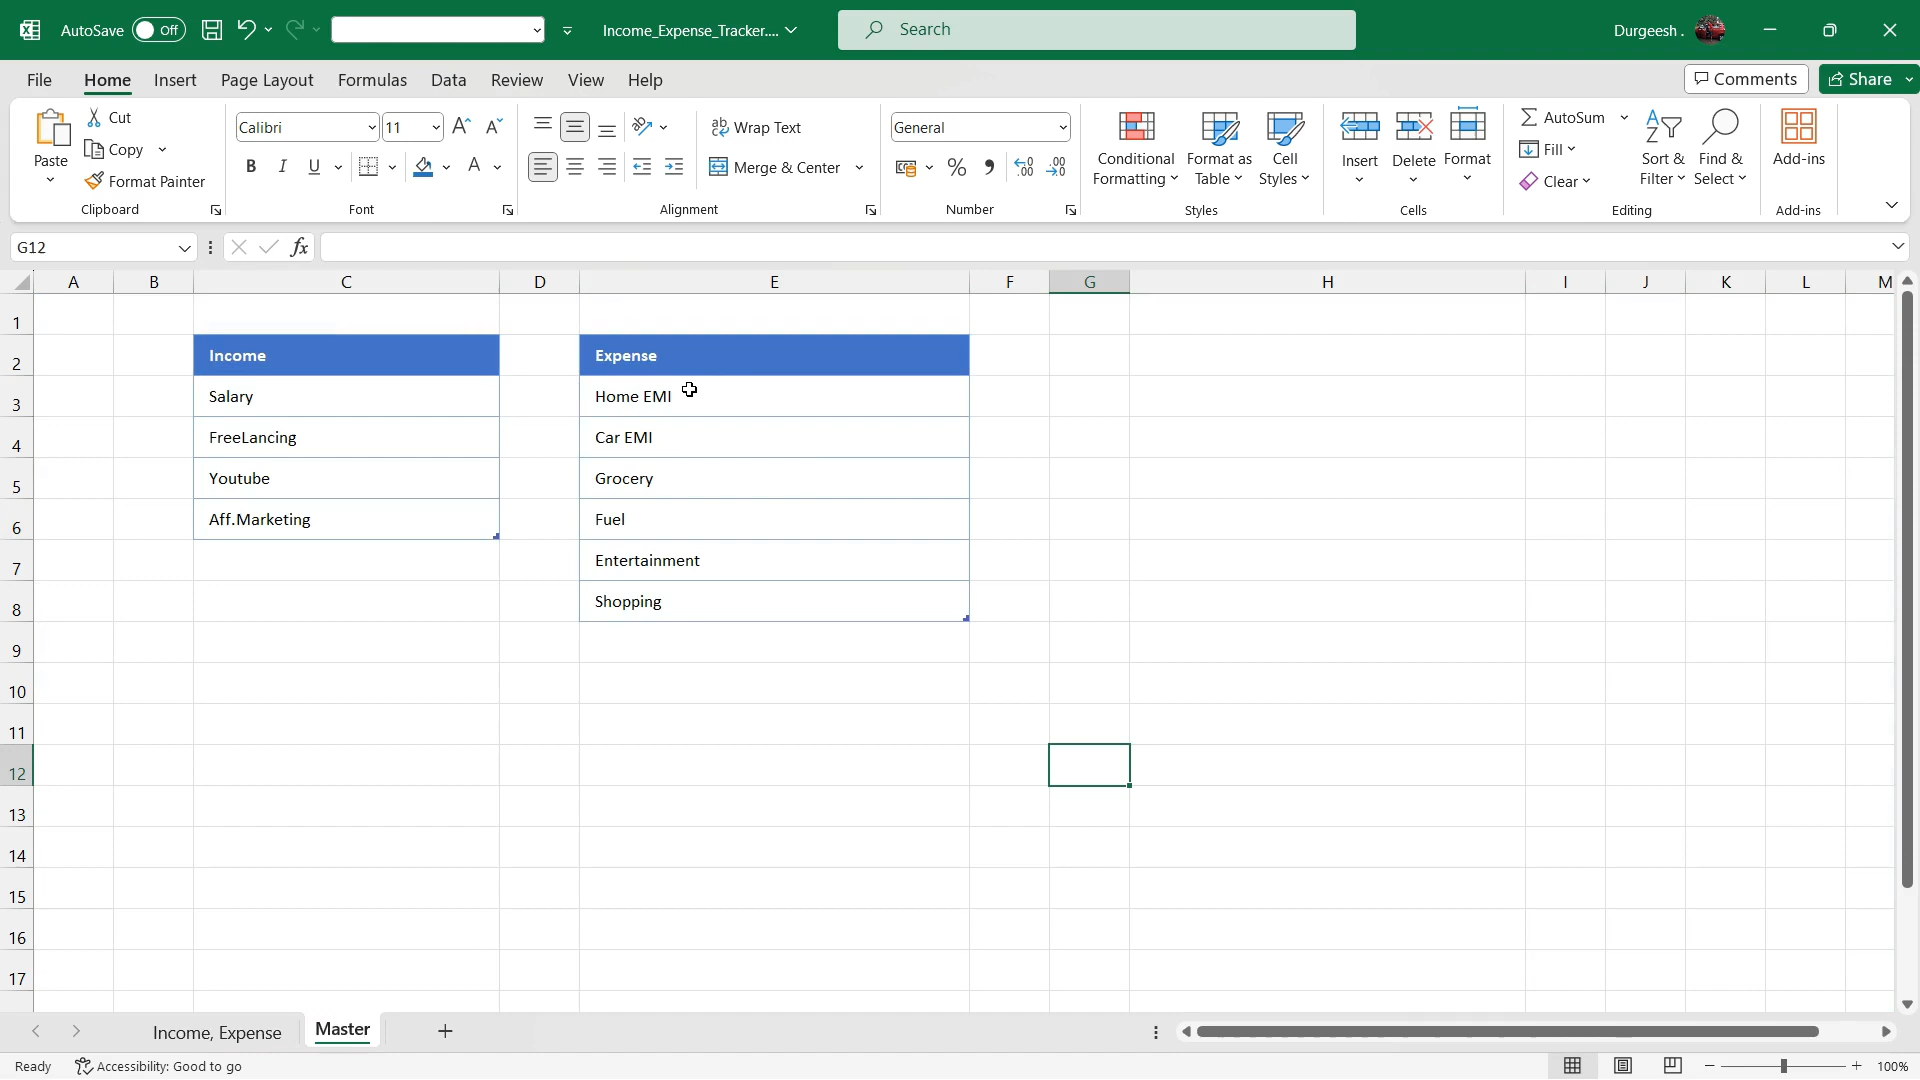 AutoSave Off Income_Expense_Tracker.... Search Durgeesh .
File Home Insert Page Layout Formulas Data Review View Help Comments Share
Paste
Cut
Copy
Format Painter
Clipboard
Calibri 11
B I U A
Font
Wrap Text
Merge & Center
Alignment
General
Number
Conditional Formatting
Format as Table
Cell Styles
Styles
Insert
Delete
Format
Cells
AutoSum
Fill
Clear
Sort & Filter
Find & Select
Editing
Add-ins
Add-ins
G12 fx
A B C D E F G H I J K L M
1
2 Income Expense
3 Salary Home EMI
4 FreeLancing Car EMI
5 Youtube Grocery
6 Aff.Marketing Fuel
7 Entertainment
8 Shopping
9
10
11
12
13
14
15
16
17
Income, Expense Master
Ready Accessibility: Good to go 100%